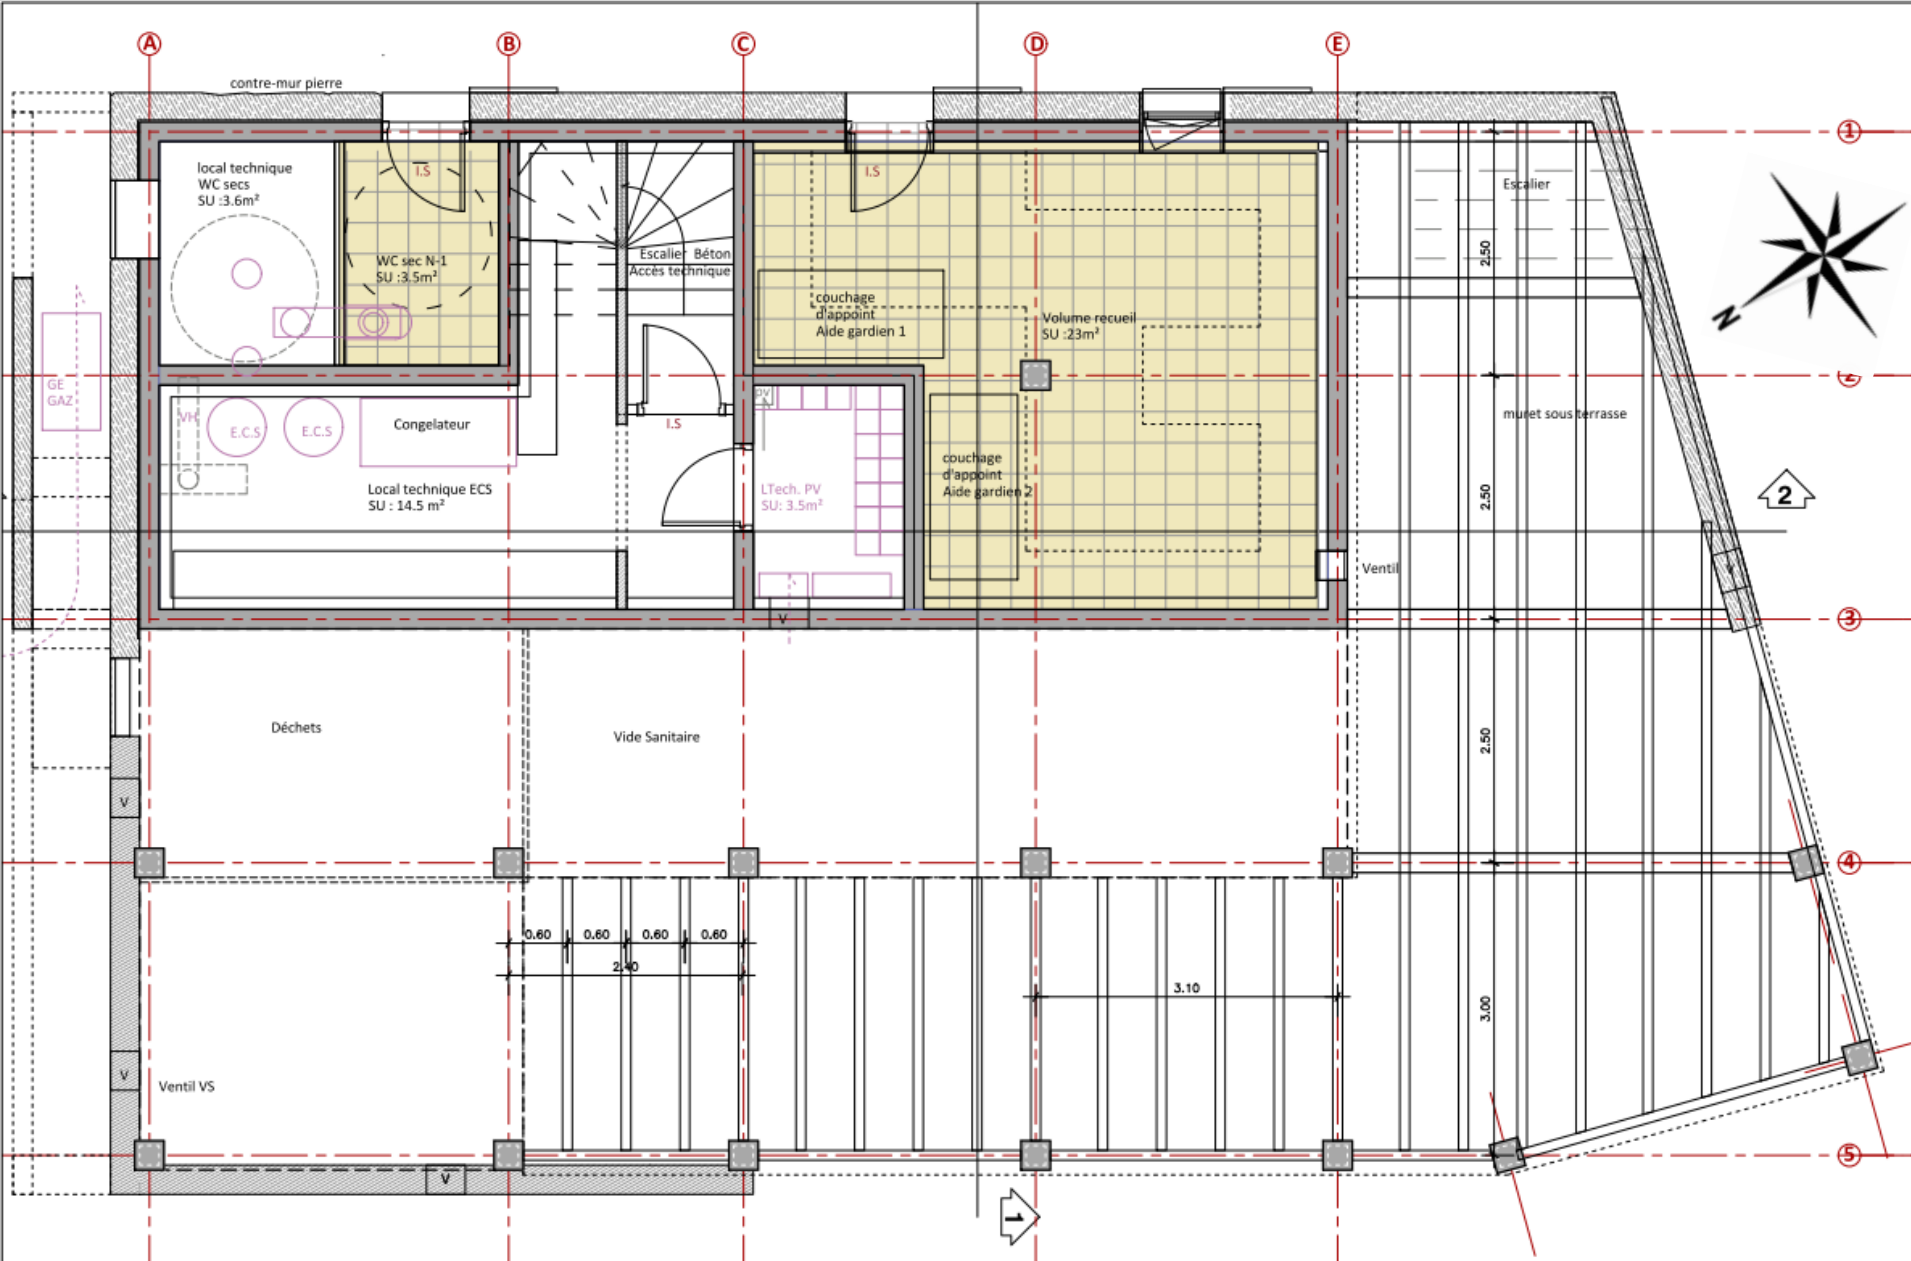 A
B
C
D
E
contre-mur pierre
1
local technique
WC secs
SU :3.6m²
I.S
I.S
Escalier
WC sec N-1
SU :3.5m²
Escalier Béton
Accès technique
2.50
couchage
d'appoint
Aide gardien 1
Volume recueil
SU :23m²
N
GE
GAZ
2
VH
E.C.S
E.C.S
Congelateur
I.S
PV
muret sous terrasse
couchage
d'appoint
Aide gardien 2
Local technique ECS
SU : 14.5 m²
LTech. PV
SU: 3.5m²
2.50
2
Ventil
V
V
3
Déchets
Vide Sanitaire
2.50
V
4
0.60
0.60
0.60
0.60
2.40
3.10
3.00
V
Ventil VS
5
V
1